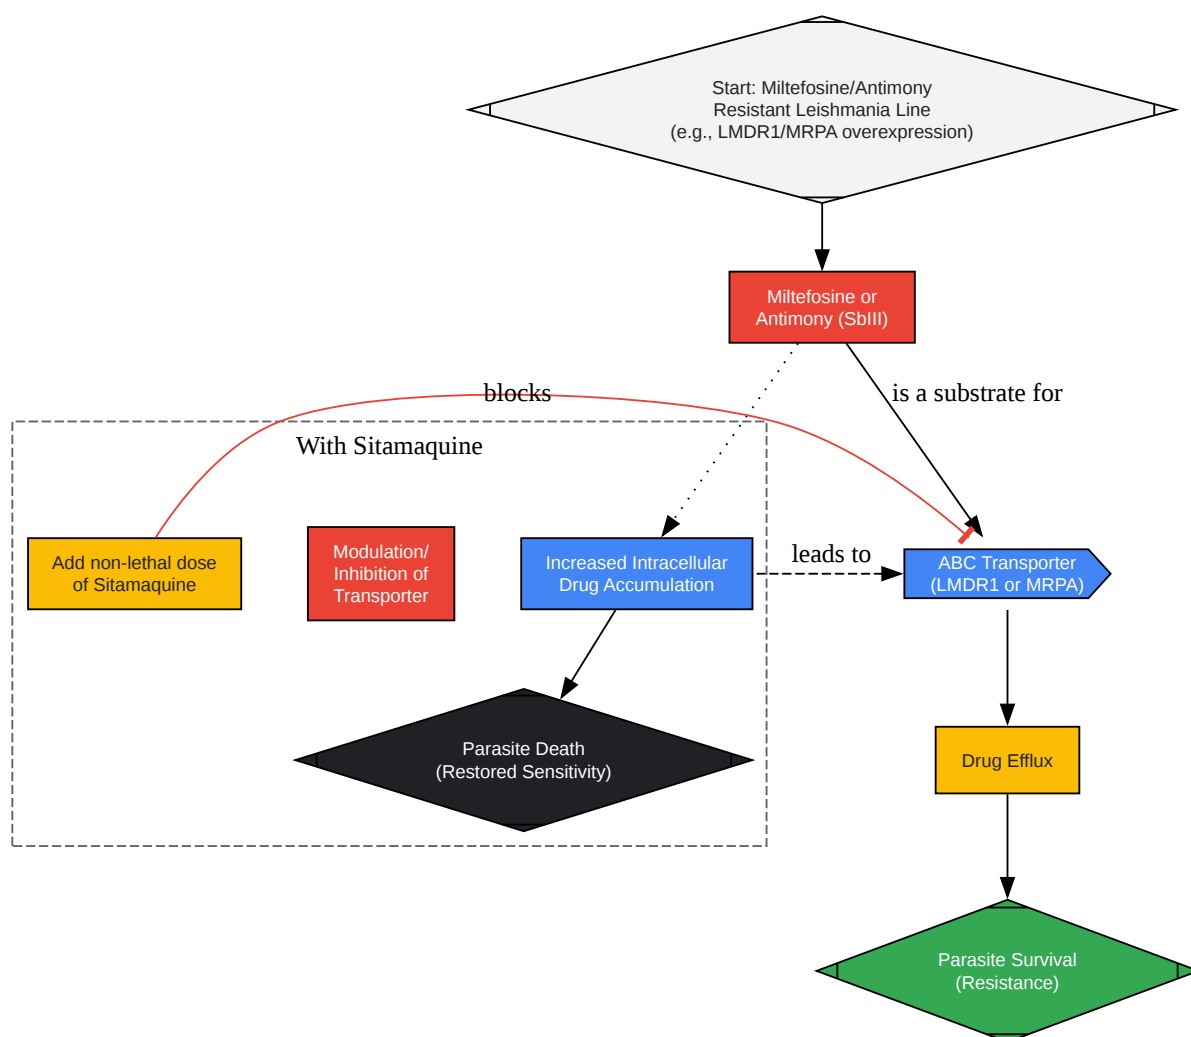 Start: Miltefosine/Antimony
Resistant Leishmania Line
(e.g., LMDR1/MRPA overexpression)
Miltefosine or
Antimony (SbIII)
blocks
is a substrate for
With Sitamaquine
Add non-lethal dose
of Sitamaquine
Modulation/
Inhibition of
Transporter
Increased Intracellular
Drug Accumulation
leads to
ABC Transporter
(LMDR1 or MRPA)
Parasite Death
(Restored Sensitivity)
Drug Efflux
Parasite Survival
(Resistance)